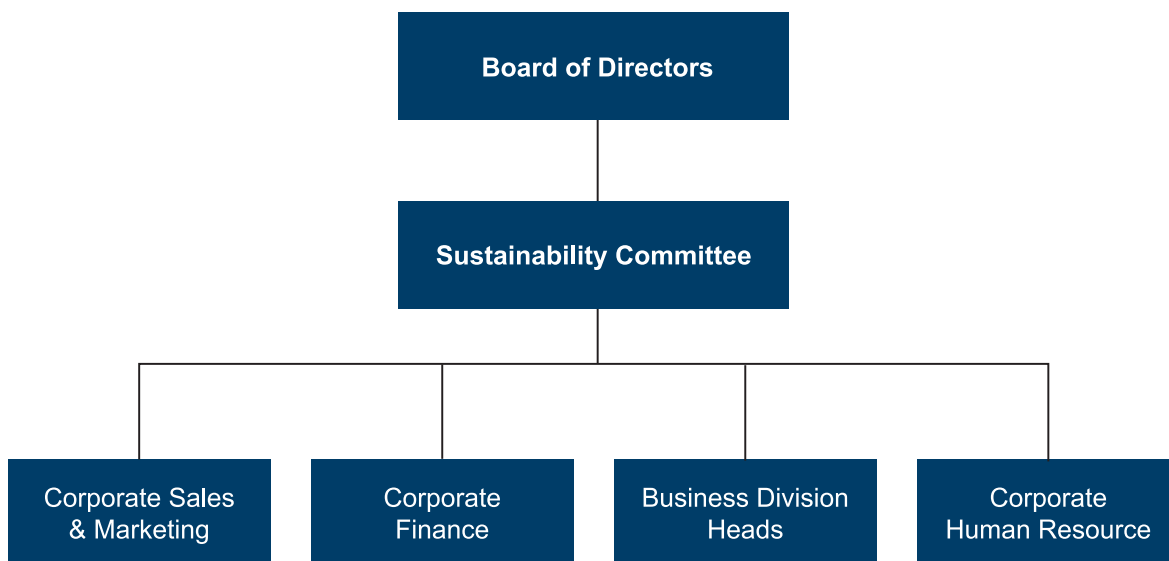 Board of Directors
Sustainability Committee
Corporate Sales
& Marketing
Corporate
Finance
Business Division
Heads
Corporate
Human Resource